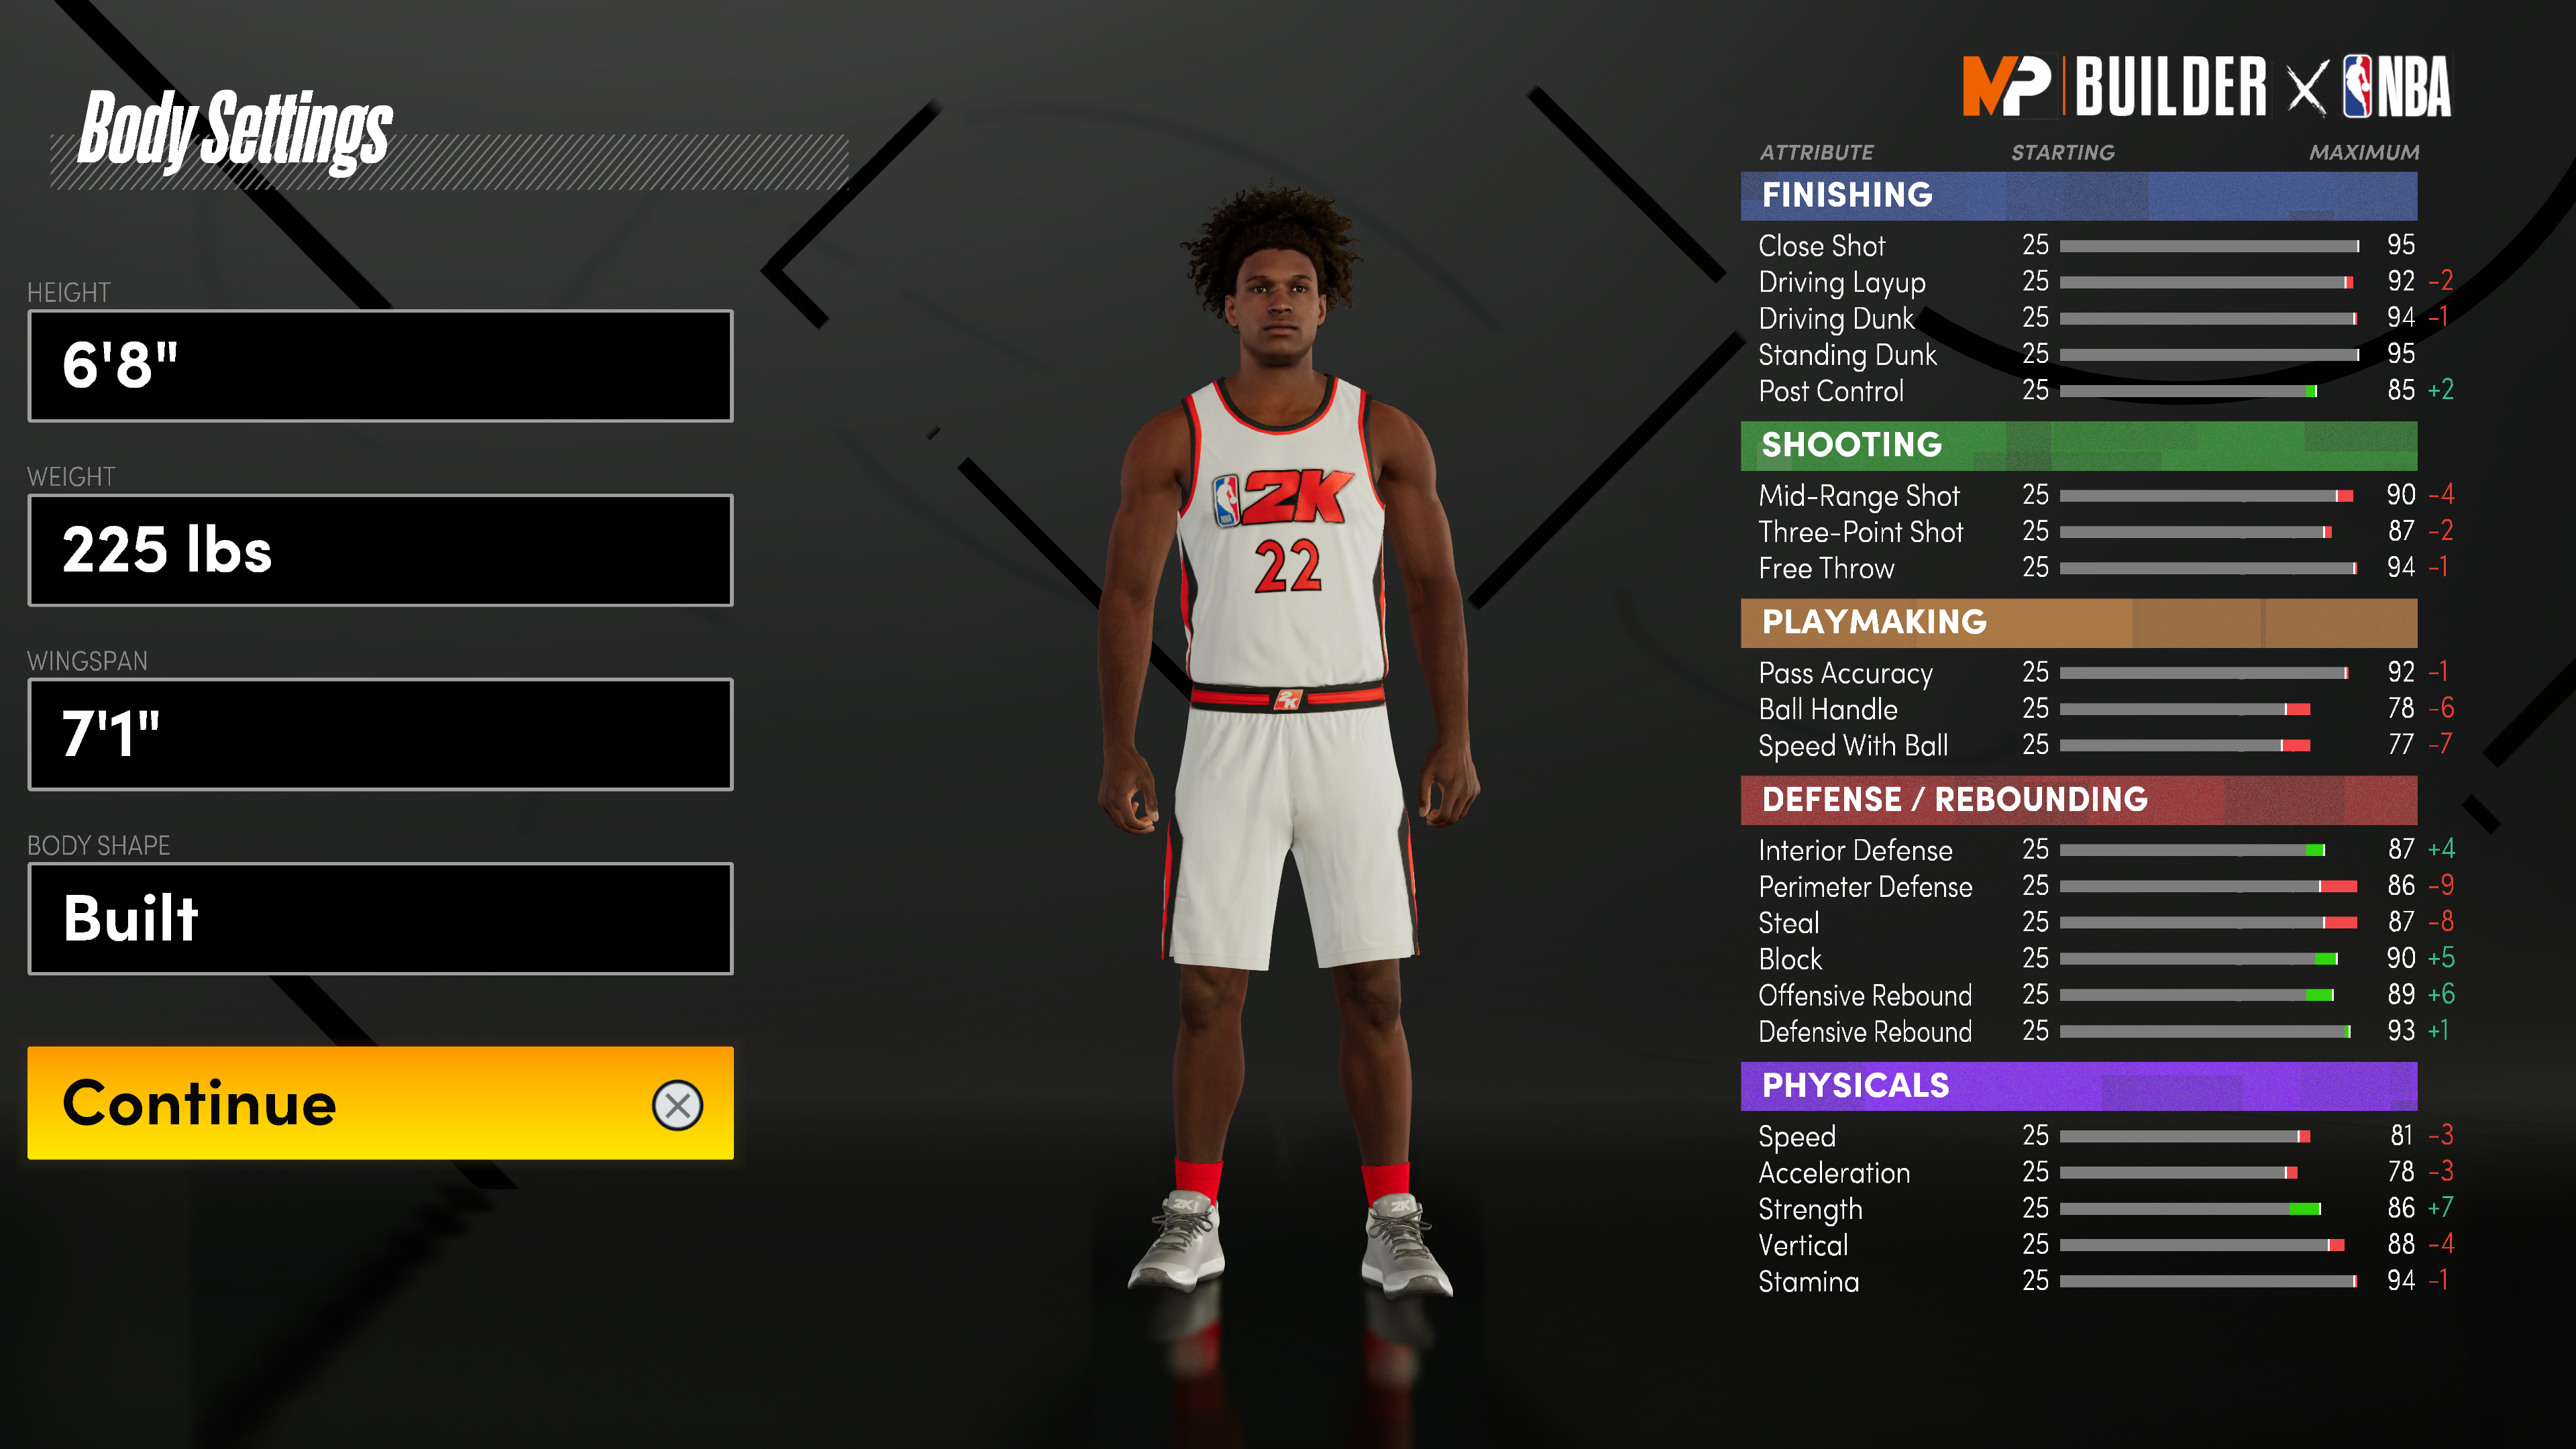 Body Settings
HEIGHT
6'8"
WEIGHT
225 lbs
WINGSPAN
7'1"
BODY SHAPE
Built
Continue
NBA 2K
22
2K
2K
2K
MP | BUILDER X NBA
ATTRIBUTE STARTING MAXIMUM
FINISHING
Close Shot 25 95
Driving Layup 25 92 -2
Driving Dunk 25 94 -1
Standing Dunk 25 95
Post Control 25 85 +2
SHOOTING
Mid-Range Shot 25 90 -4
Three-Point Shot 25 87 -2
Free Throw 25 94 -1
PLAYMAKING
Pass Accuracy 25 92 -1
Ball Handle 25 78 -6
Speed With Ball 25 77 -7
DEFENSE / REBOUNDING
Interior Defense 25 87 +4
Perimeter Defense 25 86 -9
Steal 25 87 -8
Block 25 90 +5
Offensive Rebound 25 89 +6
Defensive Rebound 25 93 +1
PHYSICALS
Speed 25 81 -3
Acceleration 25 78 -3
Strength 25 86 +7
Vertical 25 88 -4
Stamina 25 94 -1